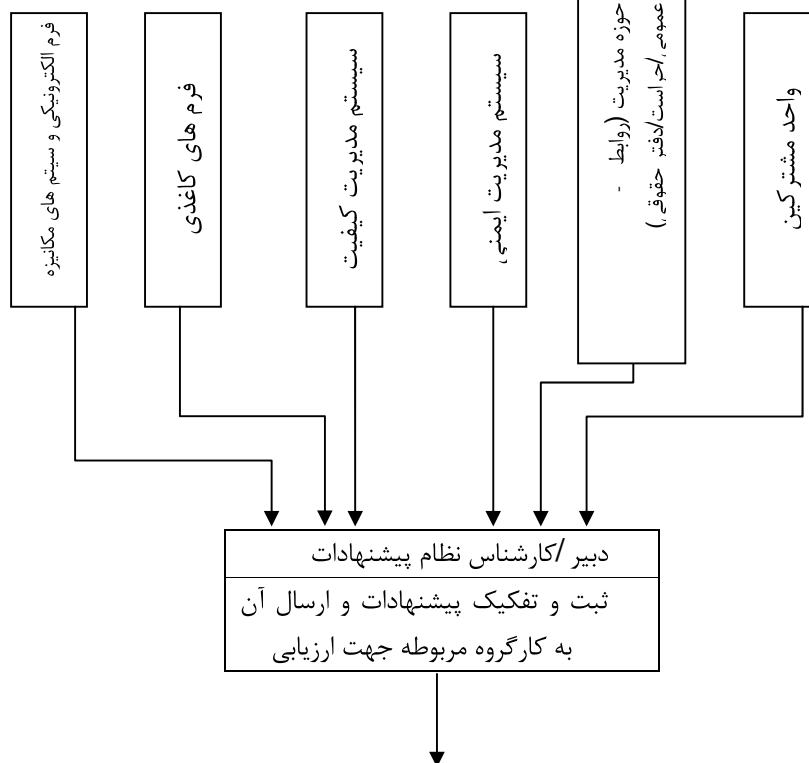 واحد مشترکین
حوزه مدیریت (روابط -
عمومی/حراست/دفتر حقوقی)
سیستم مدیریت ایمنی
سیستم مدیریت کیفیت
فرم های کاغذی
فرم الکترونیکی و سیتم های مکانیزه
دبیر /کارشناس نظام پیشنهادات
ثبت و تفکیک پیشنهادات و ارسال آن
به کارگروه مربوطه جهت ارزیابی